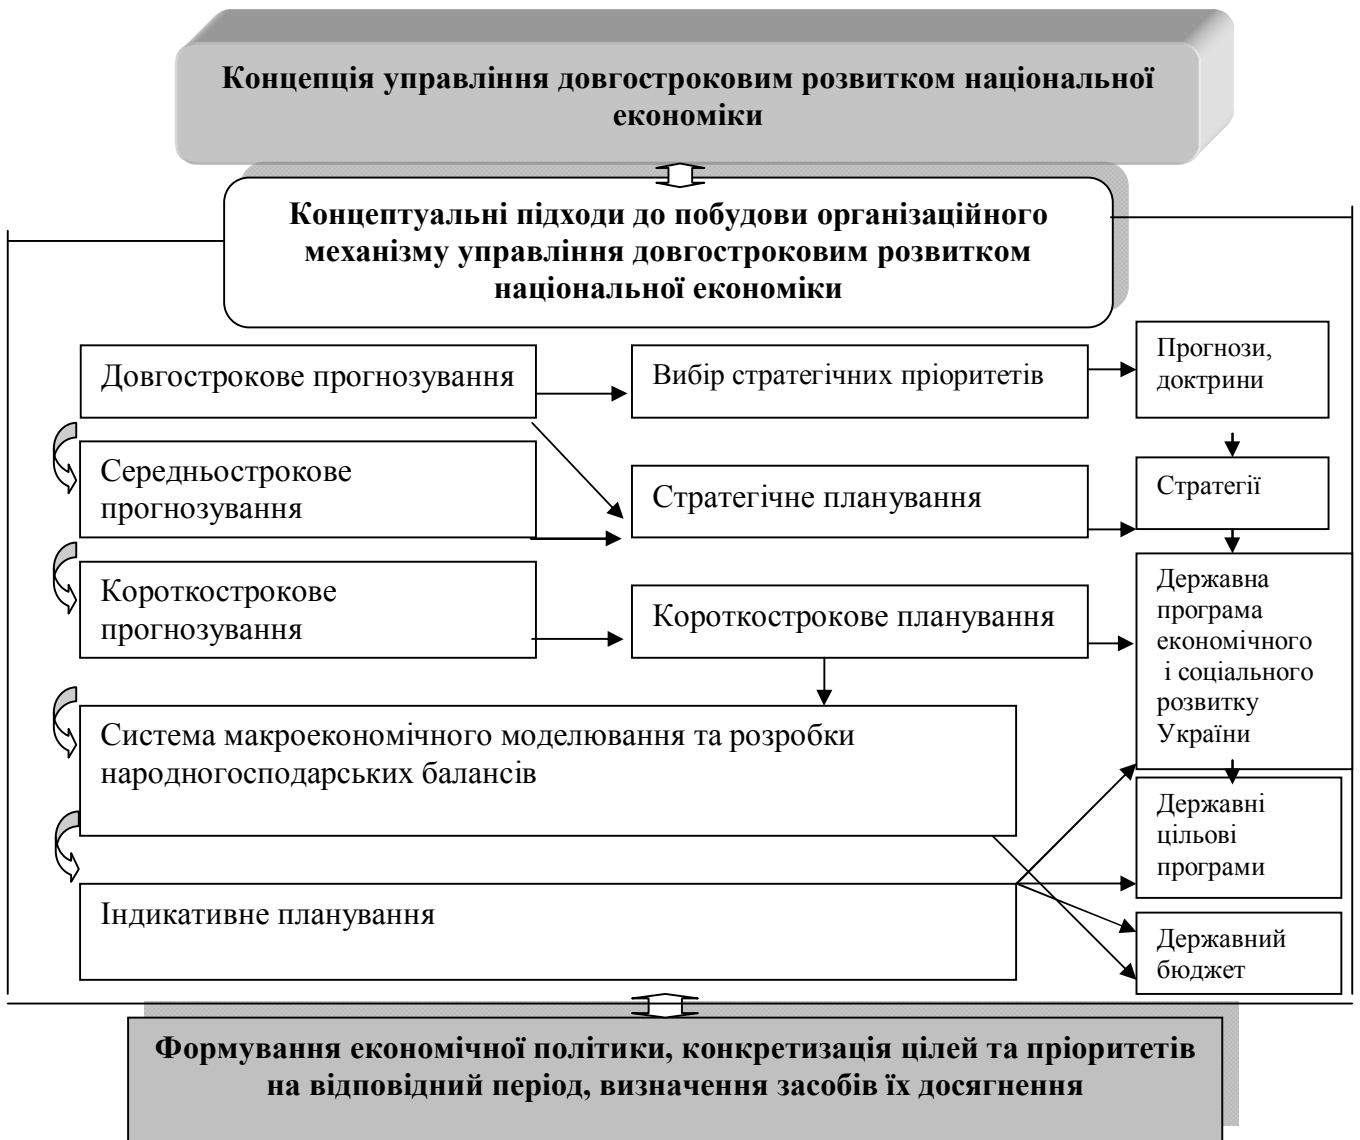 Концепція управління довгостроковим розвитком національної
економіки
Концептуальні підходи до побудови організаційного
механізму управління довгостроковим розвитком
національної економіки
Довгострокове прогнозування
Вибір стратегічних пріоритетів
Прогнози,
доктрини
Середньострокове
прогнозування
Стратегічне планування
Стратегії
Короткострокове
прогнозування
Короткострокове планування
Державна
програма
економічного
і соціального
розвитку
України
Система макроекономічного моделювання та розробки
народногосподарських балансів
Державні
цільові
програми
Індикативне планування
Державний
бюджет
Формування економічної політики, конкретизація цілей та пріоритетів
на відповідний період, визначення засобів їх досягнення